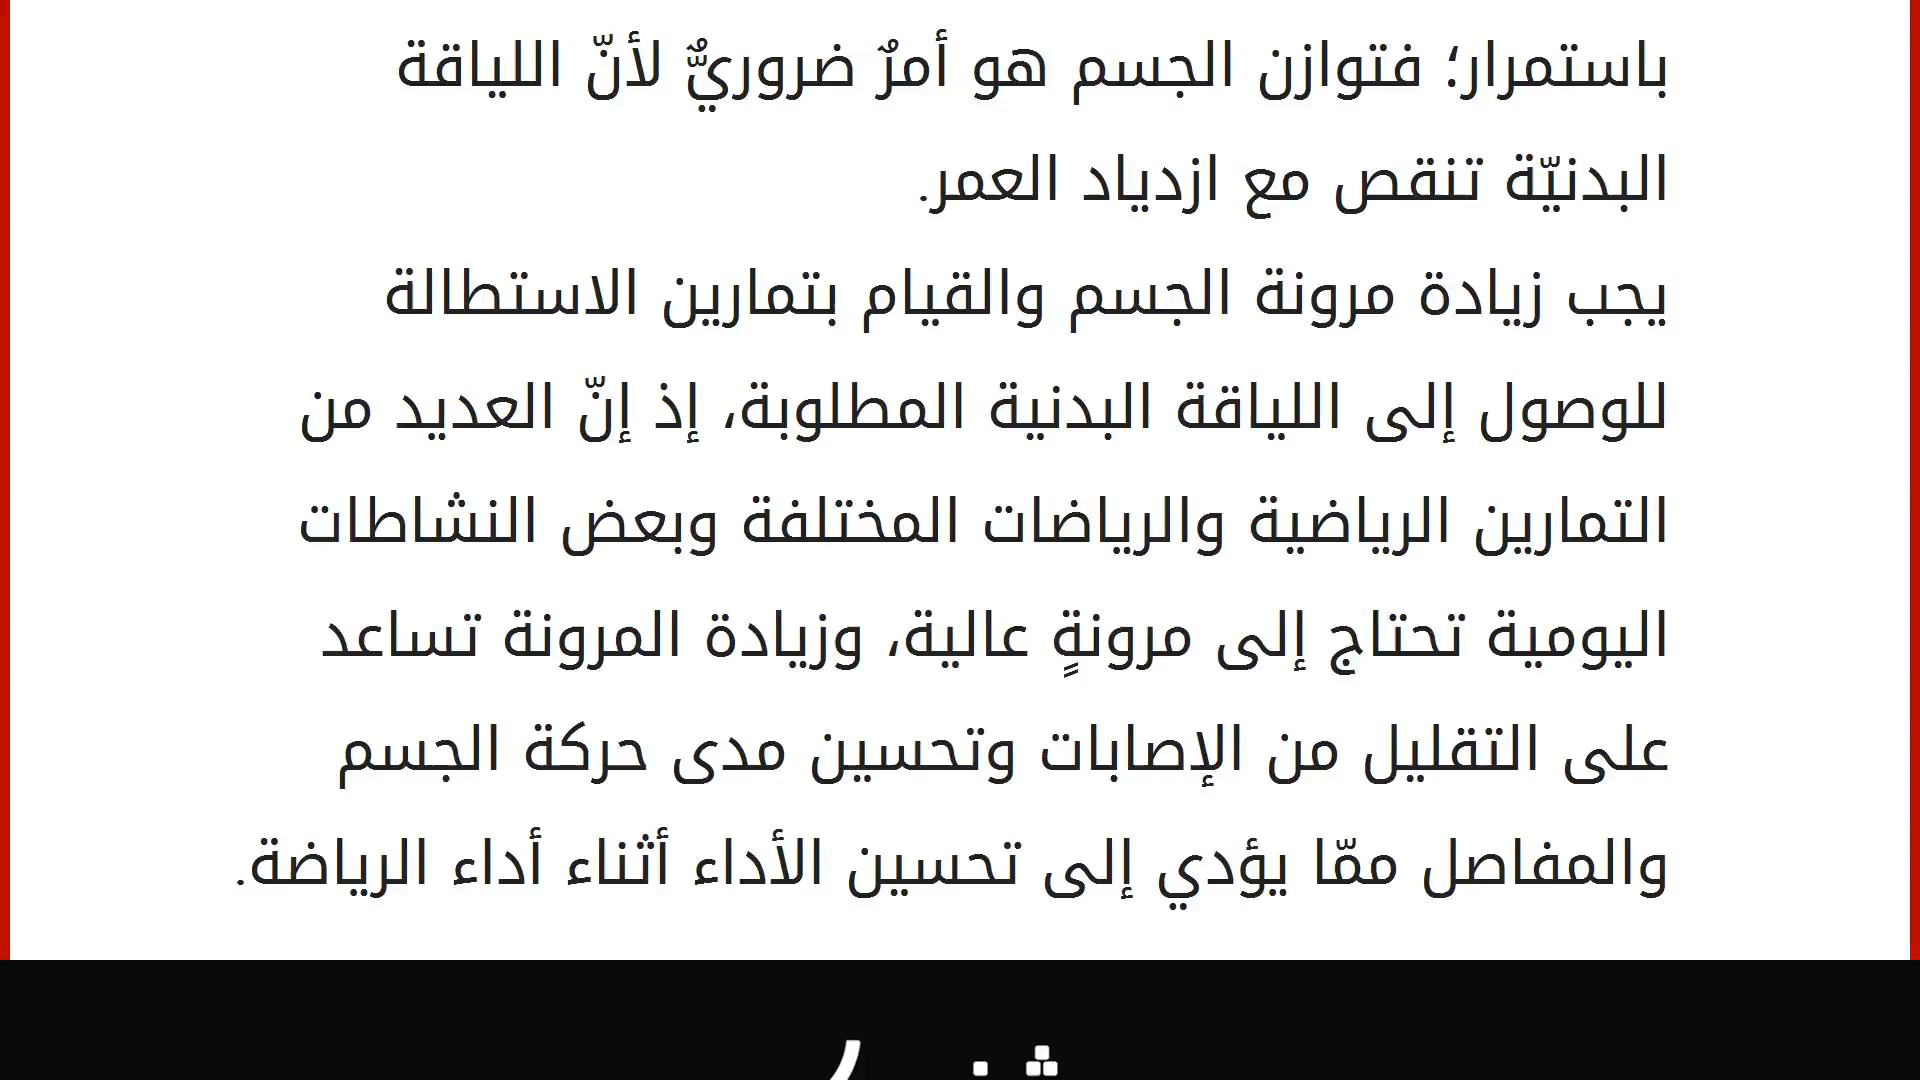 باستمرار؛ فتوازن الجسم هو أمرٌ ضروريٌّ لأنّ اللياقة
البدنيّة تنقص مع ازدياد العمر.
يجب زيادة مرونة الجسم والقيام بتمارين الاستطالة
للوصول إلى اللياقة البدنية المطلوبة، إذ إنّ العديد من
التمارين الرياضية والرياضات المختلفة وبعض النشاطات
اليومية تحتاج إلى مرونةٍ عالية، وزيادة المرونة تساعد
على التقليل من الإصابات وتحسين مدى حركة الجسم
والمفاصل ممّا يؤدي إلى تحسين الأداء أثناء أداء الرياضة.